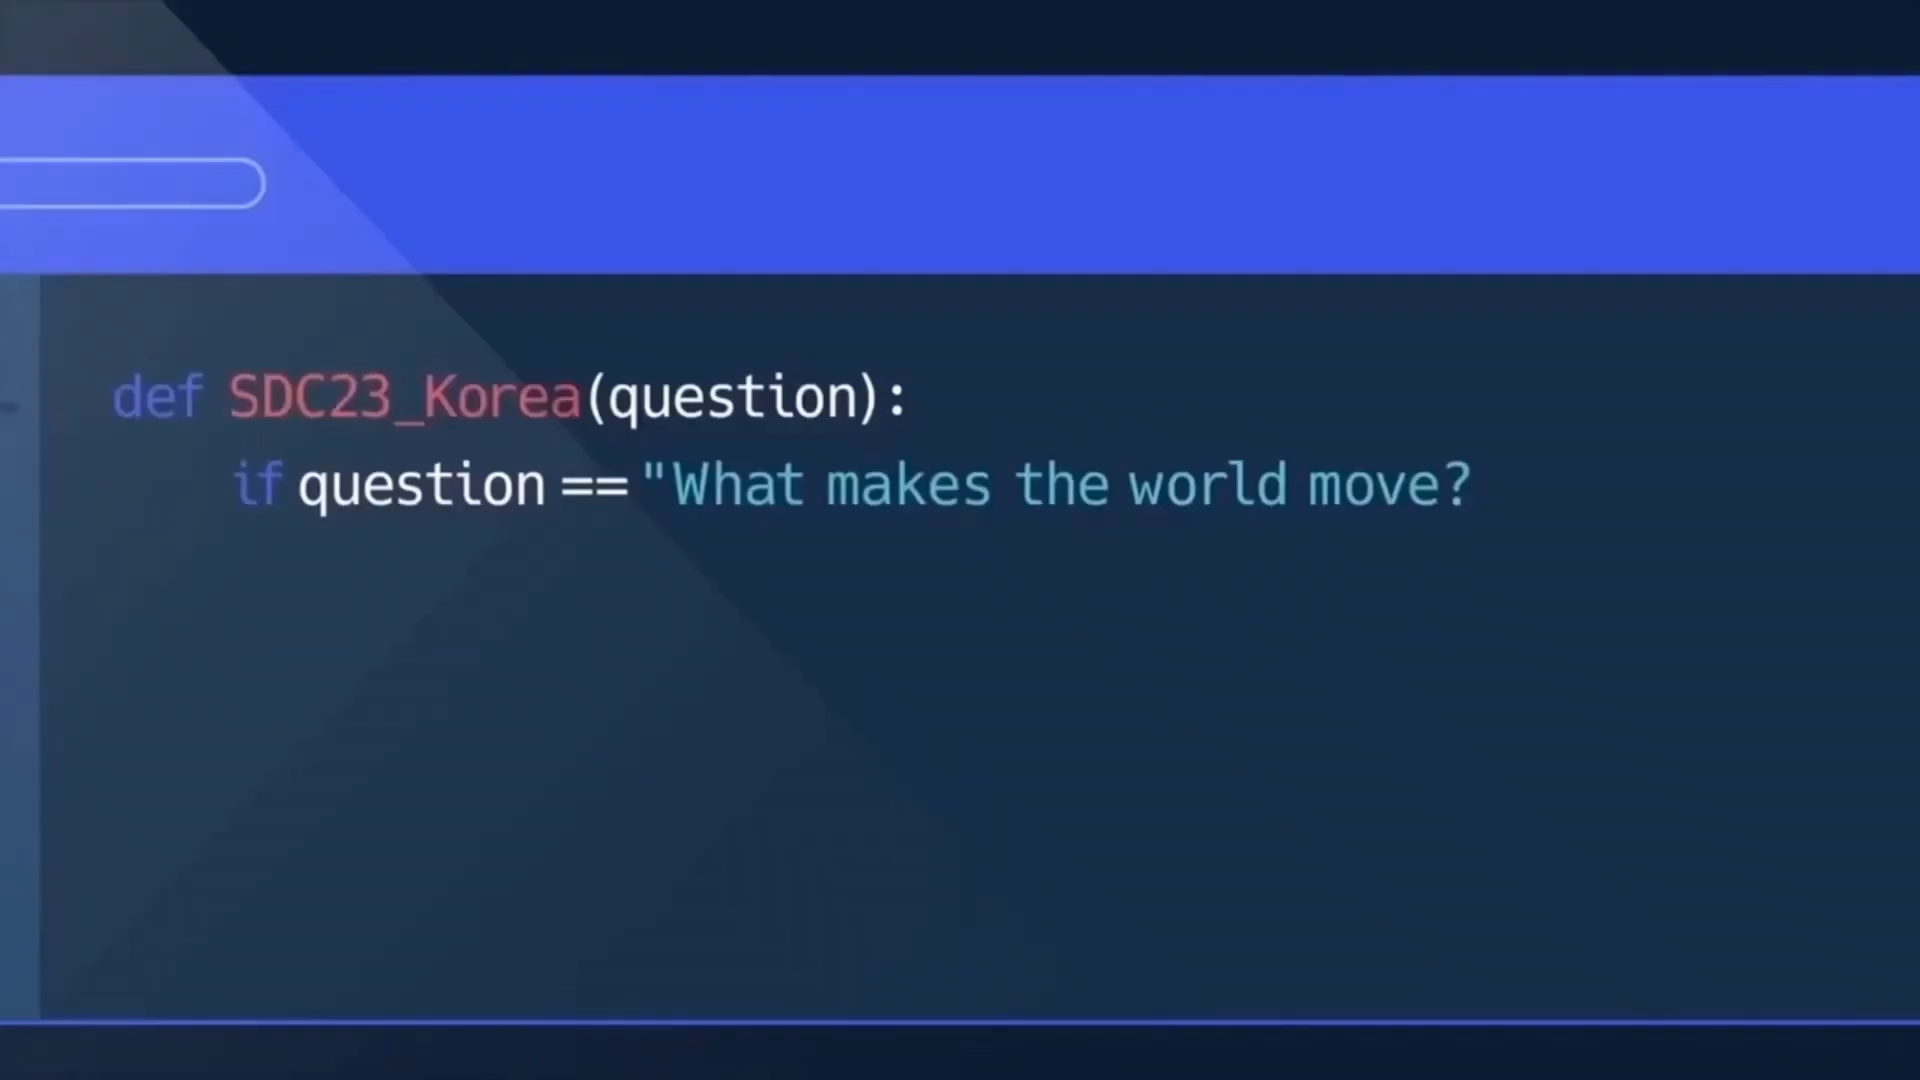 def SDC23_Korea(question):
if question == "What makes the world move?